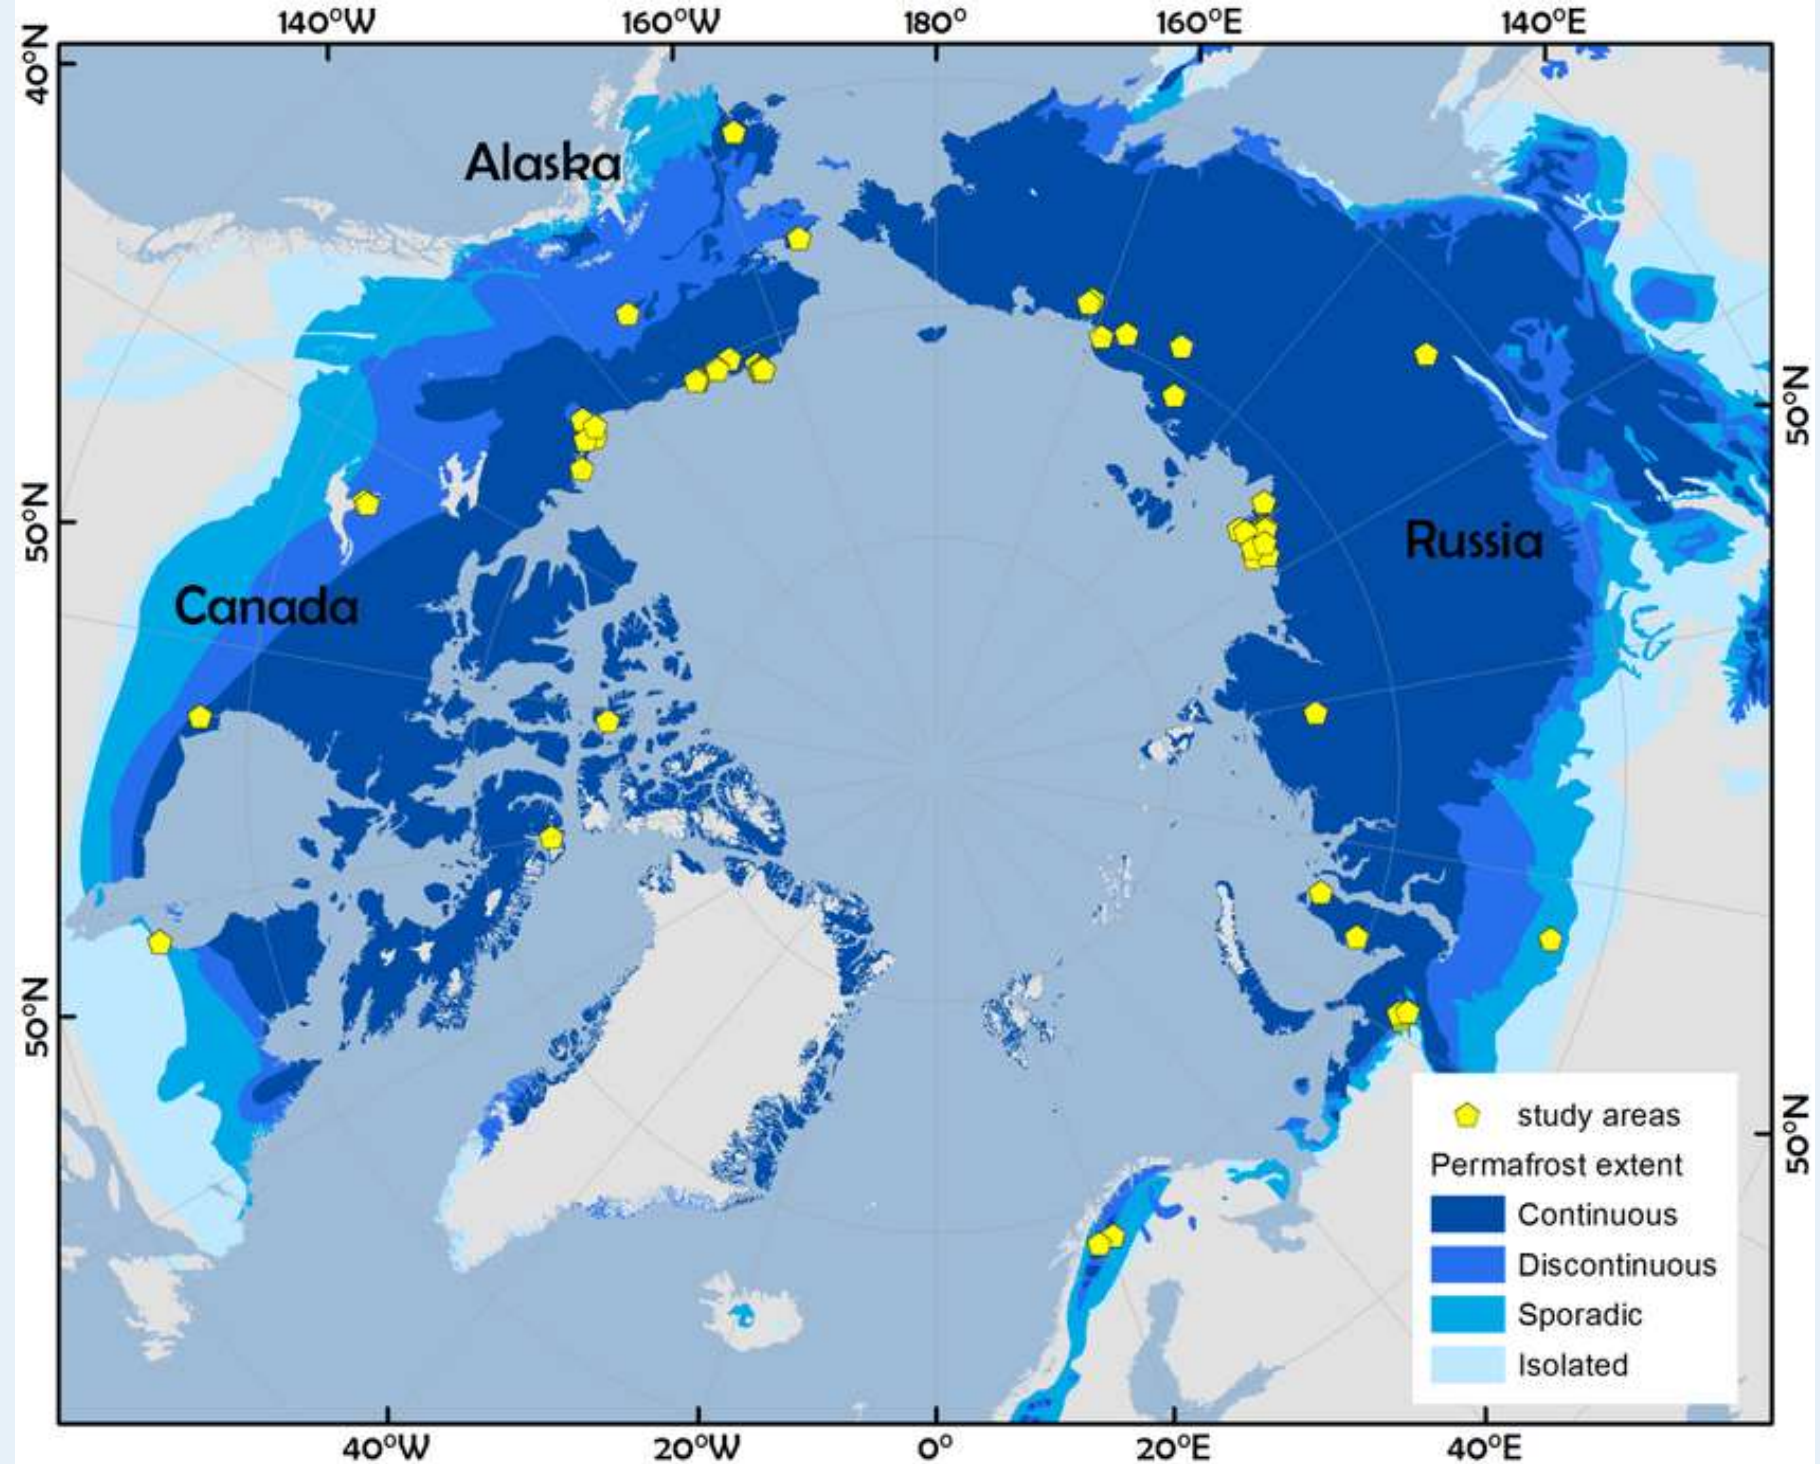 140°W 160°W 180° 160°E 140°E
40°N
Alaska
50°N
50°N
Russia
Canada
50°N
50°N
study areas
Permafrost extent
Continuous
Discontinuous
Sporadic
Isolated
40°W 20°W 0° 20°E 40°E